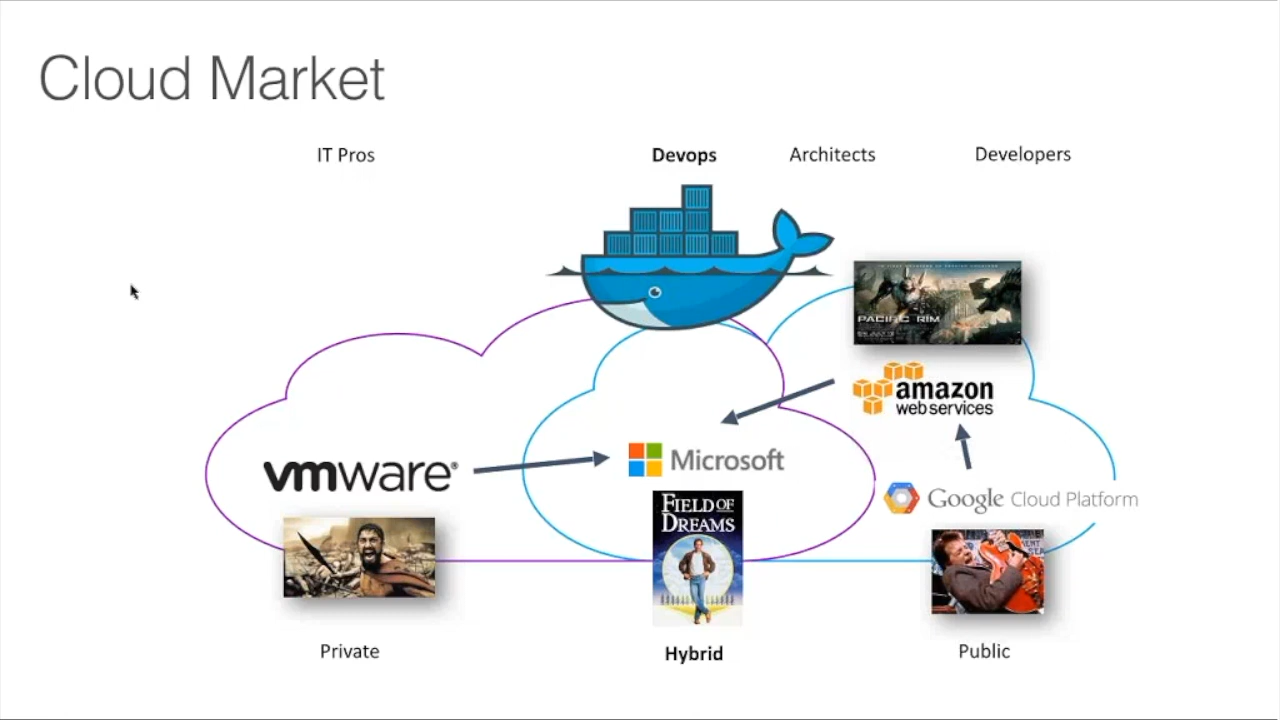 Cloud Market
IT Pros
Devops
Architects
Developers
PACIFIC RIM
amazon
web services
vmware®
Microsoft
Google Cloud Platform
FIELD OF
DREAMS
Private
Hybrid
Public